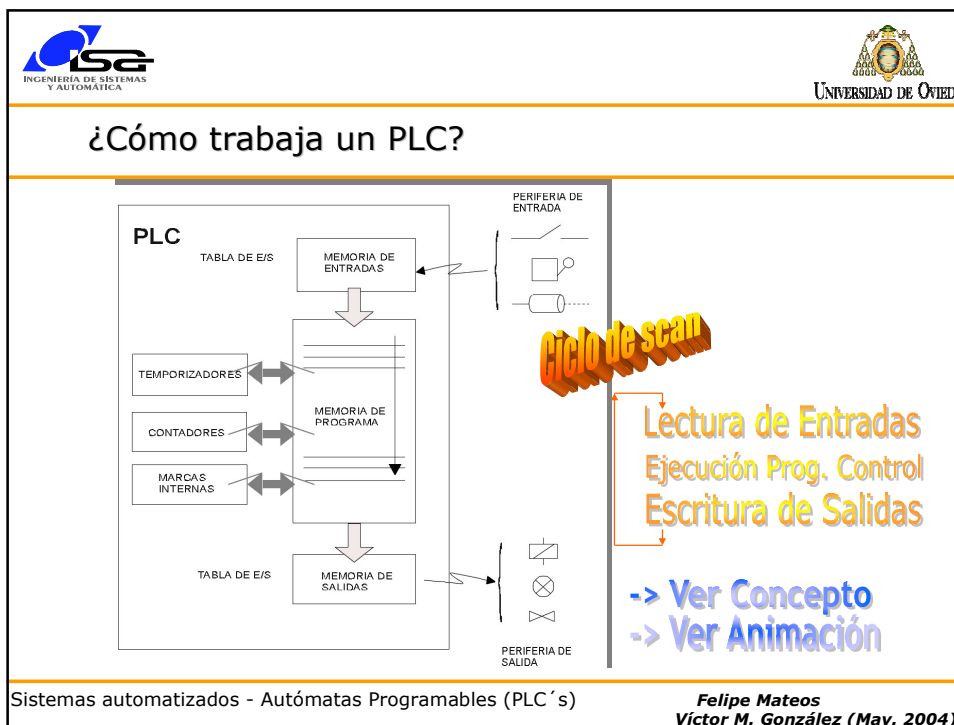 isa
INGENIERÍA DE SISTEMAS
Y AUTOMÁTICA
UNIVERSIDAD DE OVIED
¿Cómo trabaja un PLC?
PERIFERIA DE
ENTRADA
PLC
TABLA DE E/S
MEMORIA DE
ENTRADAS
Ciclo de scan
TEMPORIZADORES
CONTADORES
MARCAS
INTERNAS
MEMORIA DE
PROGRAMA
Lectura de Entradas
Ejecución Prog. Control
Escritura de Salidas
TABLA DE E/S
MEMORIA DE
SALIDAS
-> Ver Concepto
-> Ver Animación
PERIFERIA DE
SALIDA
Sistemas automatizados - Autómatas Programables (PLC´s)
Felipe Mateos
Víctor M. González (May. 2004)